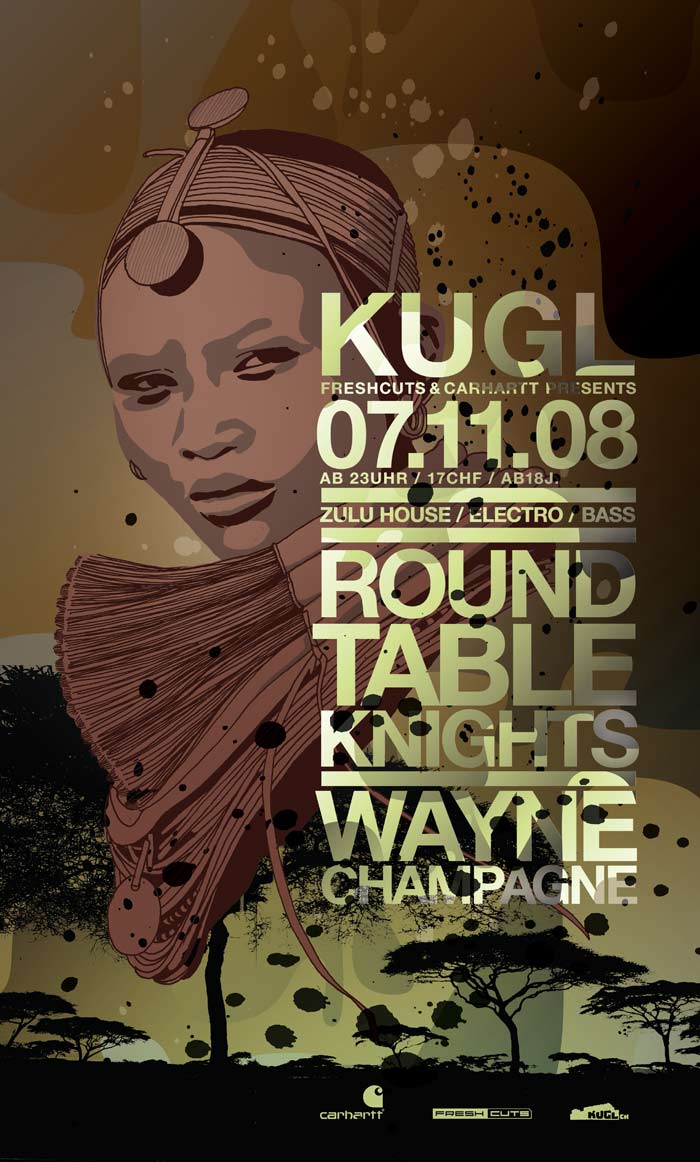 KUGL
FRESHCUTS & CARHARTT PRESENTS
07.11.08
AB 23UHR / 17CHF / AB18J.
ZULU HOUSE / ELECTRO / BASS
ROUND
TABLE
KNIGHTS
WAYNE
CHAMPAGNE
carhartt FRESH CUTS KUGL.CH